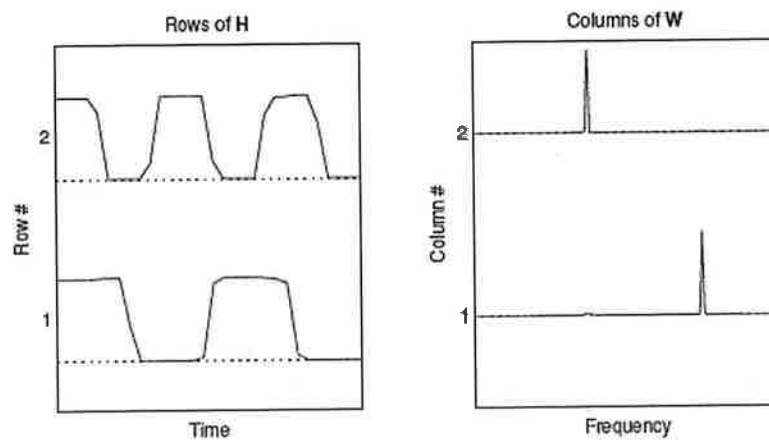 Rows of H
Row #
2
1
Time
Columns of W
Column #
2
1
Frequency